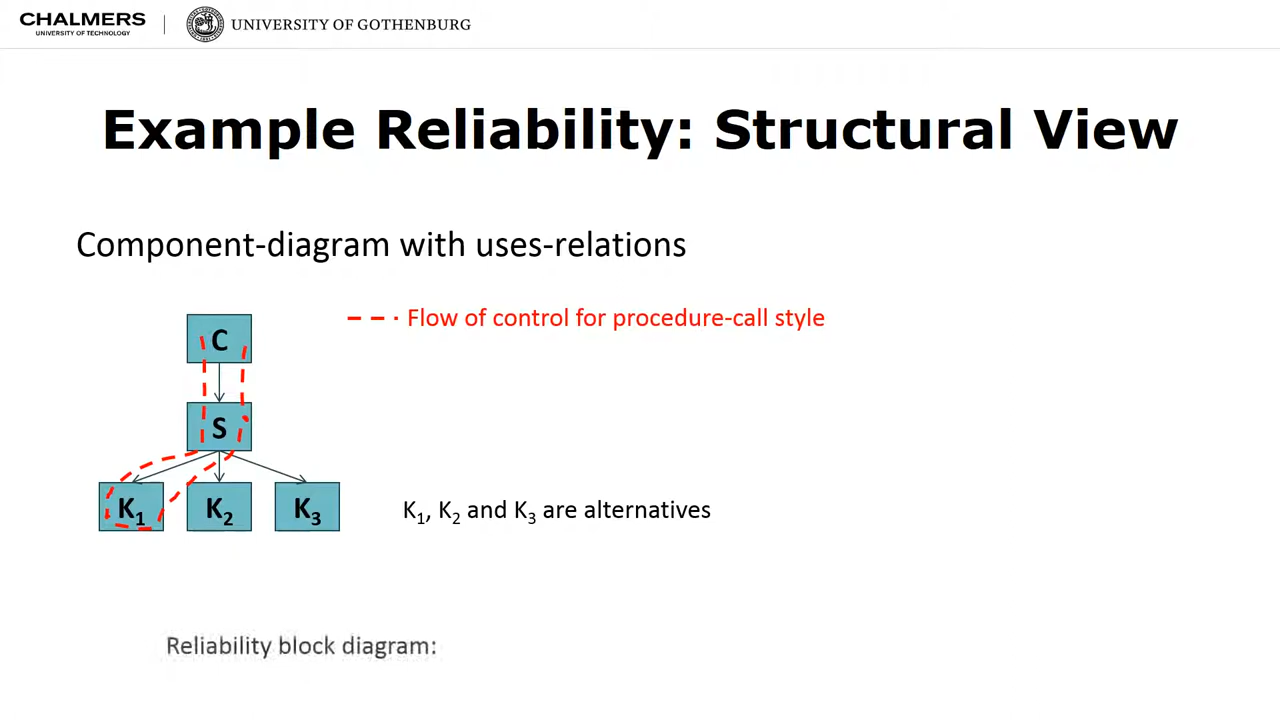 CHALMERS
UNIVERSITY OF TECHNOLOGY
UNIVERSITY OF GOTHENBURG
Example Reliability: Structural View
Component-diagram with uses-relations
Flow of control for procedure-call style
C
S
K1 K2 K3
K1, K2 and K3 are alternatives
Reliability block diagram: